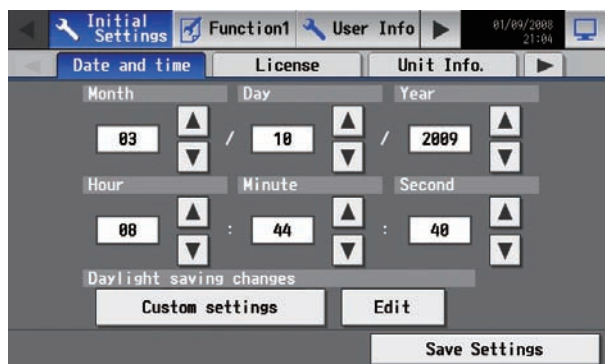 Initial Settings
Function1
User Info
01/09/2008
21:04
Date and time
License
Unit Info.
Month
Day
Year
03 / 10 / 2009
Hour
Minute
Second
08 : 44 : 40
Daylight saving changes
Custom settings
Edit
Save Settings